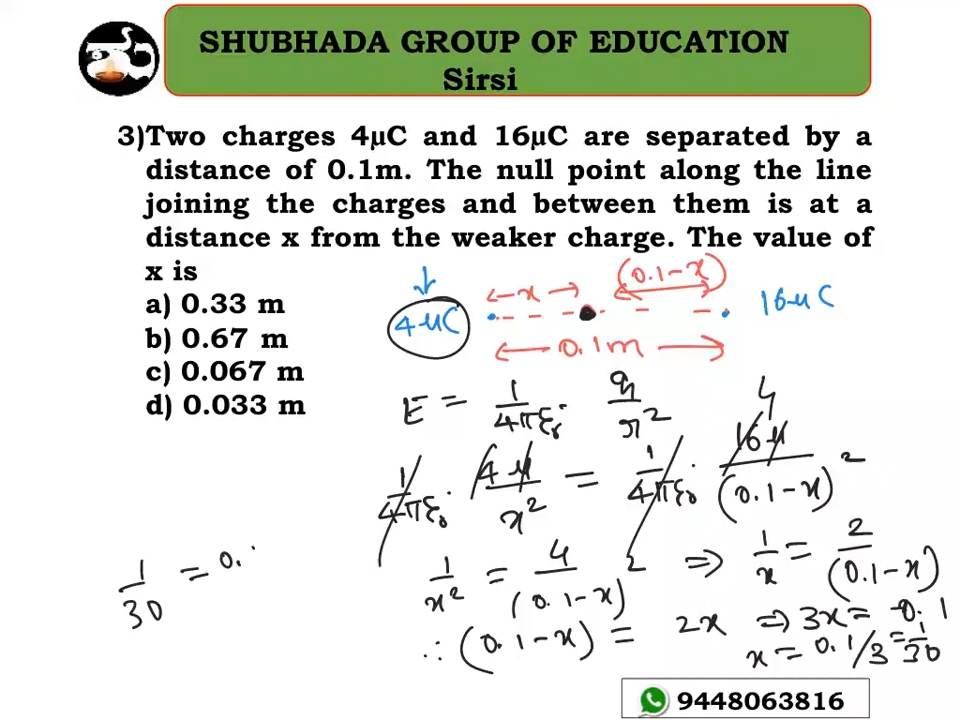 SHUBHADA GROUP OF EDUCATION
Sirsi
3)Two charges 4µC and 16µC are separated by a
distance of 0.1m. The null point along the line
joining the charges and between them is at a
distance x from the weaker charge. The value of
x is
a) 0.33 m
b) 0.67 m
c) 0.067 m
d) 0.033 m
x (0.1-x)
4µC 16µC
0.1m
E = 1/4πε₀ · q/r²
1/4πε₀ · 4µ/x² = 1/4πε₀ · 16µ/(0.1-x)² 4
1/x² = 4/(0.1-x)² ⇒ 1/x = 2/(0.1-x)
1/30 = 0.
∴ (0.1-x) = 2x ⇒ 3x = 0.1
x = 0.1/3 = 1/30
9448063816